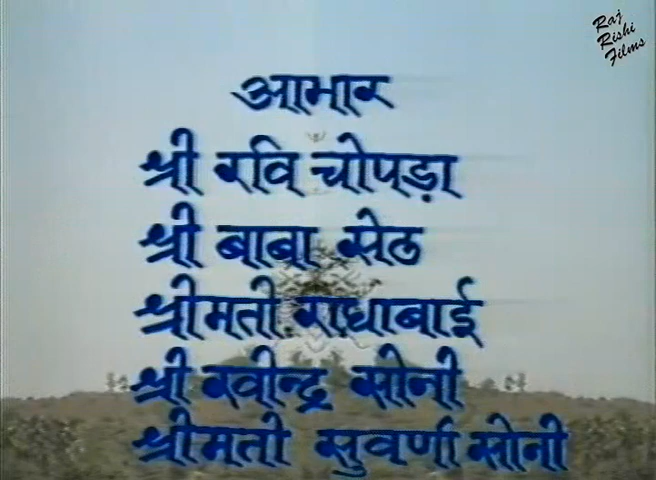 Raj
Rishi
Films
आभार
श्री रवि चोपड़ा
श्री बाबा सेठ
श्रीमती राधाबाई
श्री रवीन्द्र सोनी
श्रीमती सुवर्णा सोनी